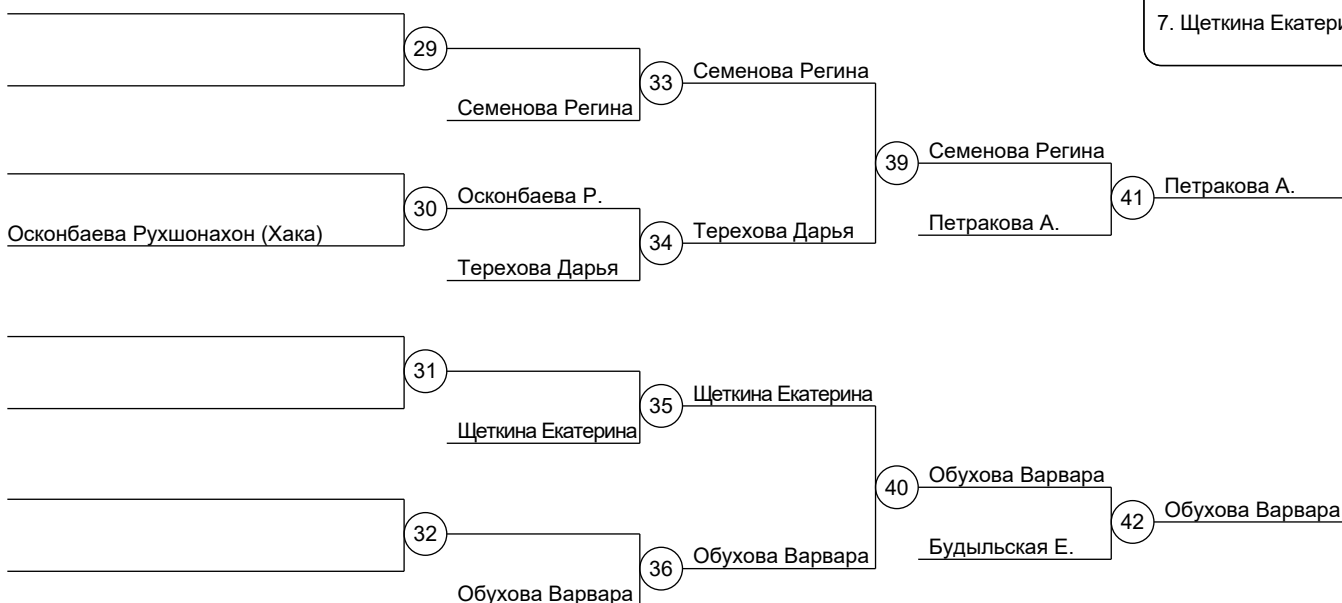 7. Щеткина Екатери
29
Семенова Регина
33
Семенова Регина
Семенова Регина
39
Осконбаева Р.
Петракова А.
30
41
Осконбаева Рухшонахон (Хака)
Терехова Дарья
Петракова А.
34
Терехова Дарья
31
Щеткина Екатерина
35
Щеткина Екатерина
Обухова Варвара
40
Обухова Варвара
42
32
Будыльская Е.
Обухова Варвара
36
Обухова Варвара